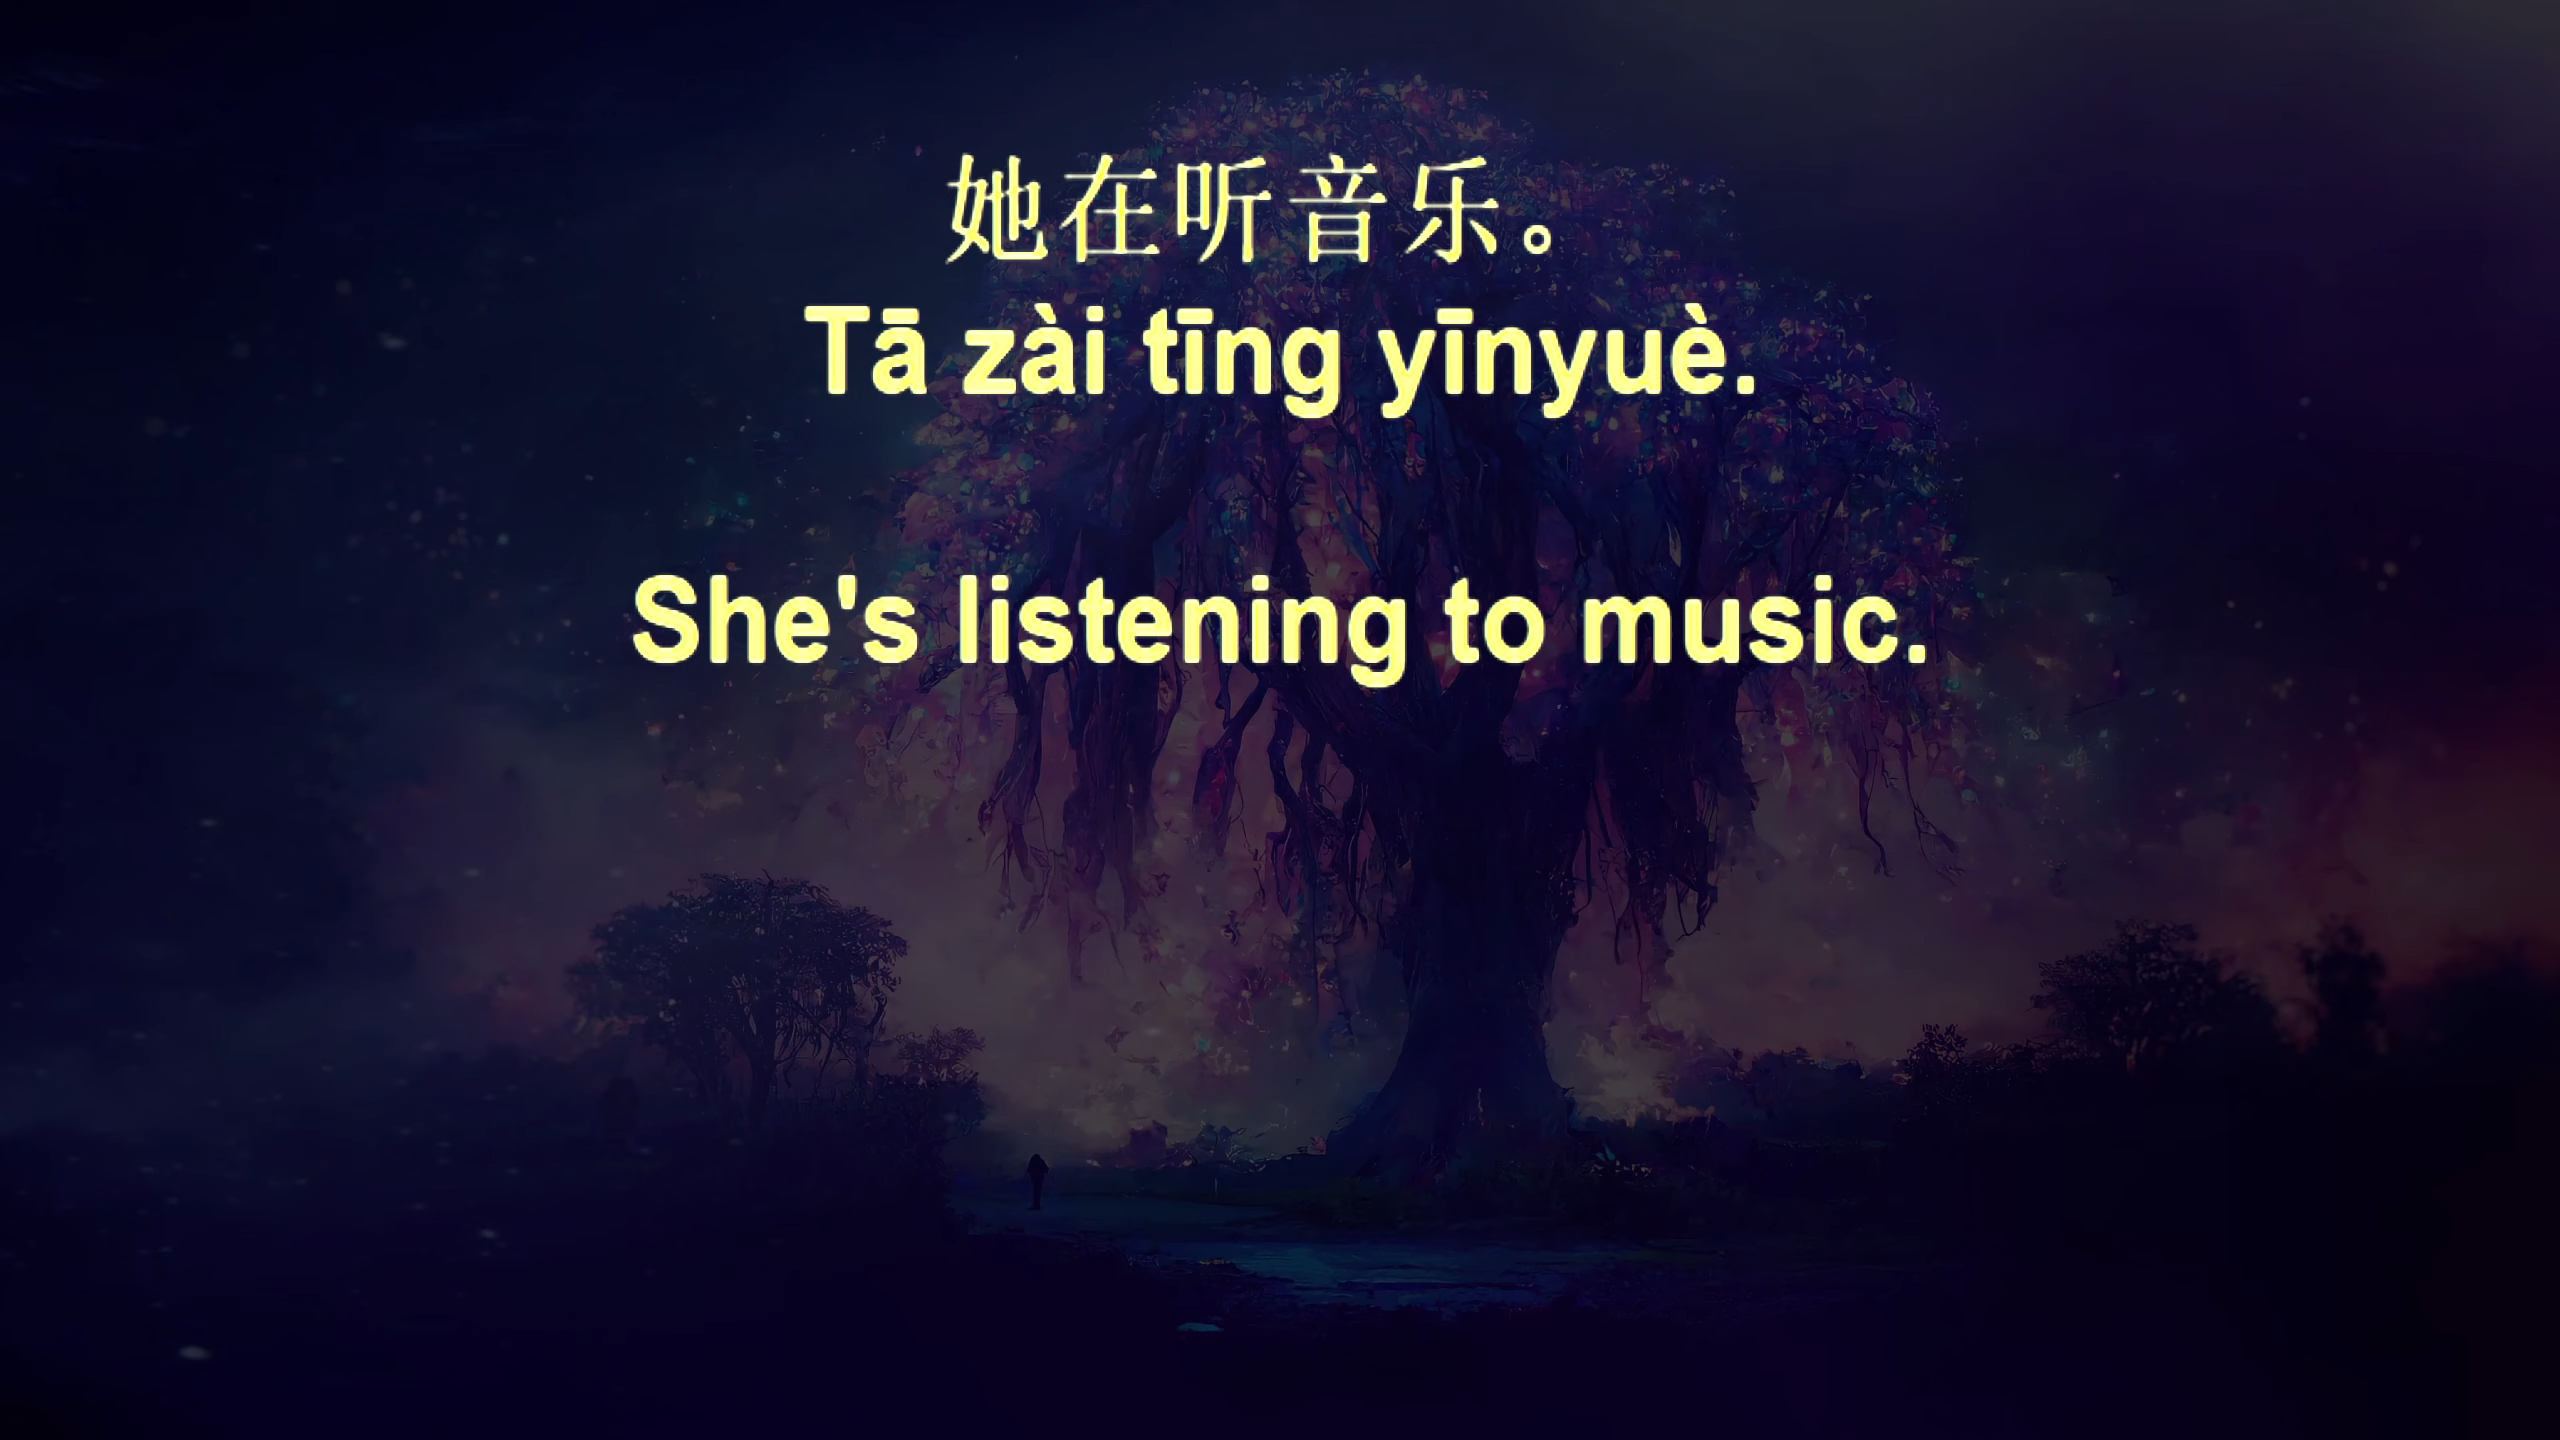 她在听音乐。
Tā zài tīng yīnyuè.
She's listening to music.